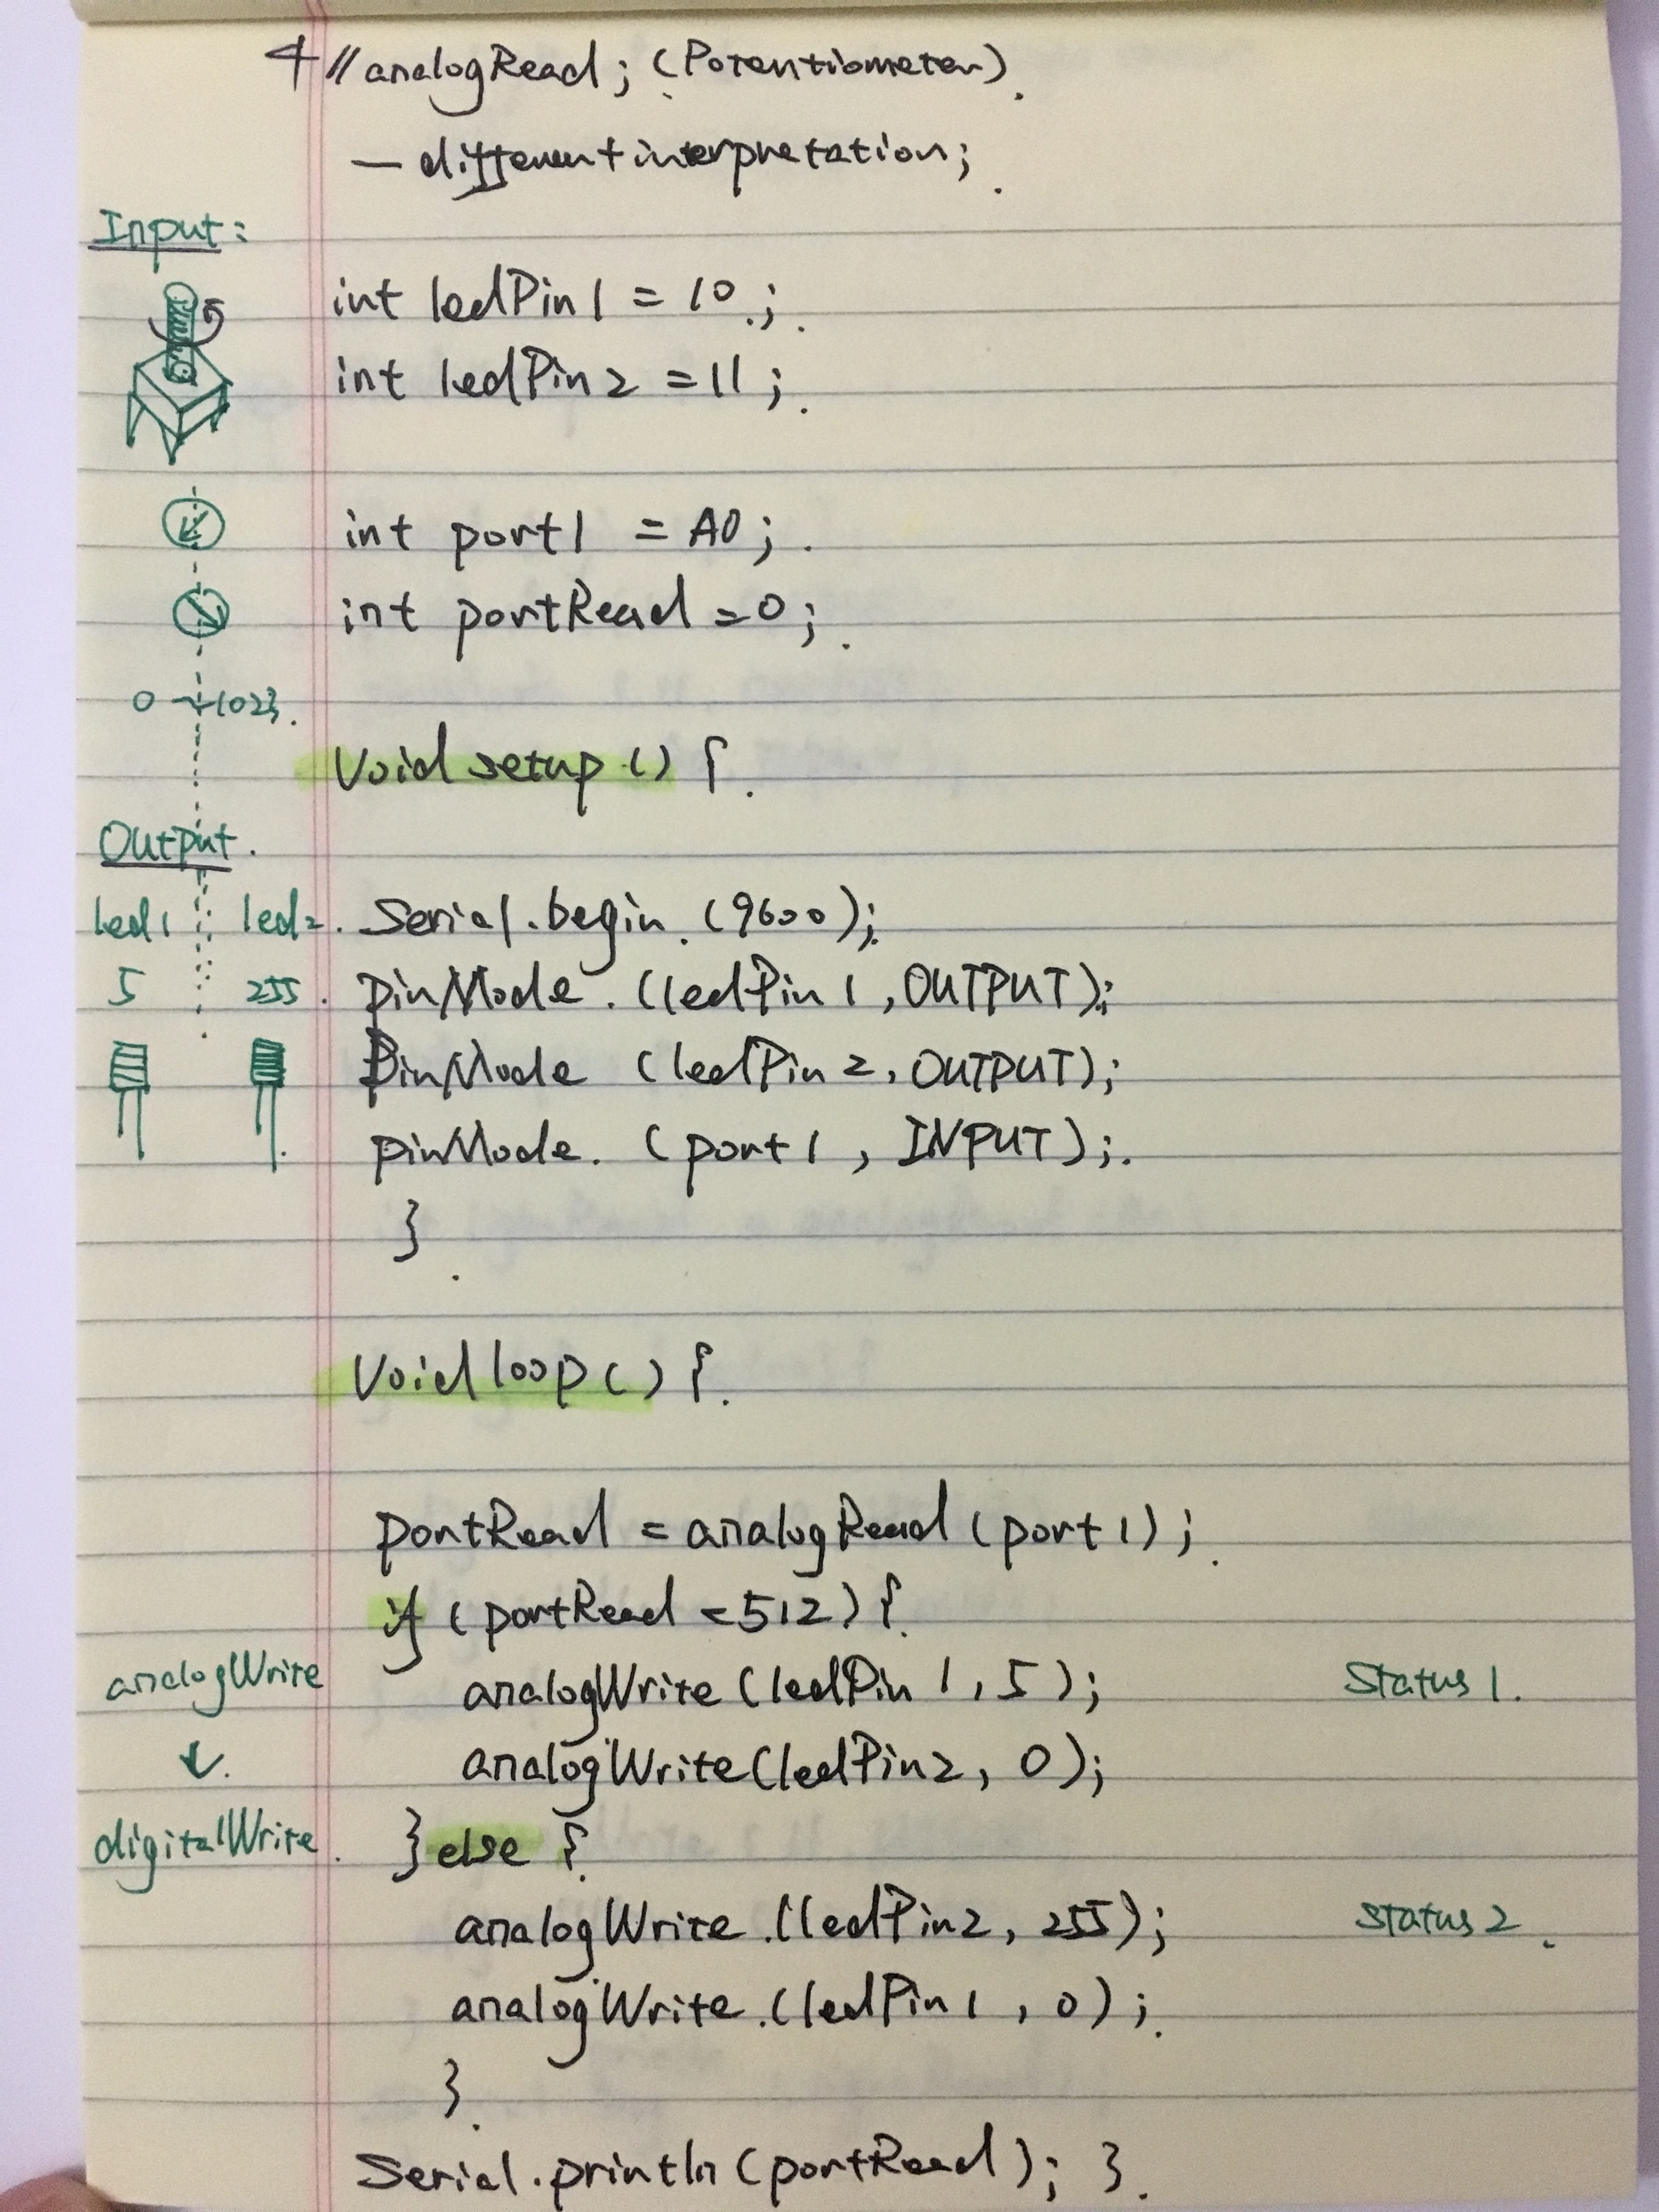 4 // analogRead; (Potentiometer).
— different interpretation;.
Input:
int ledPin1 = 10.;.
int ledPin2 = 11;.
int port1 = A0;.
int portRead = 0;.
0 ~ 1023.
Void setup () {.
Output.
led1 led2. Serial.begin.(9600);.
5 255. pinMode.(ledPin1, OUTPUT);.
PinMode (ledPin2, OUTPUT);
pinMode. (port1, INPUT);.
}.
Void loop() {.
portRead = analogRead (port1);.
if (portRead <512) {.
analogWrite analogWrite (ledPin1, 5); Status 1.
↓. analogWrite(ledPin2, 0);
digitalWrite. } else {.
analogWrite.(ledPin2, 255); Status 2.
analogWrite.(ledPin1, 0);.
}.
Serial.println (portRead); }.